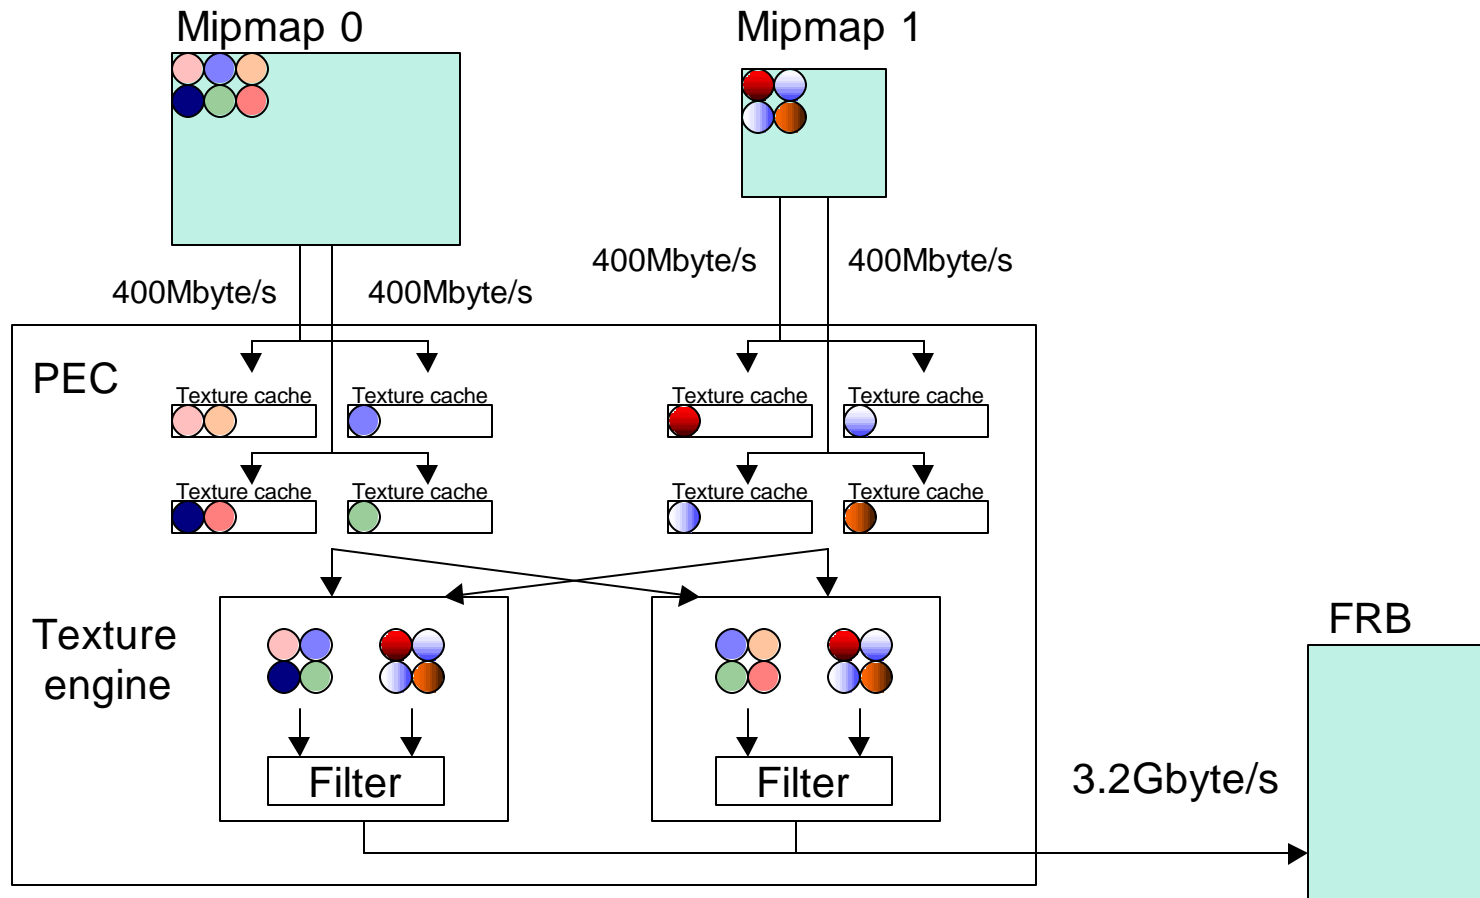 Mipmap 0
Mipmap 1
400Mbyte/s
400Mbyte/s
400Mbyte/s
400Mbyte/s
PEC
Texture cache
Texture cache
Texture cache
Texture cache
Texture cache
Texture cache
Texture cache
Texture cache
Texture
engine
Filter
Filter
3.2Gbyte/s
FRB